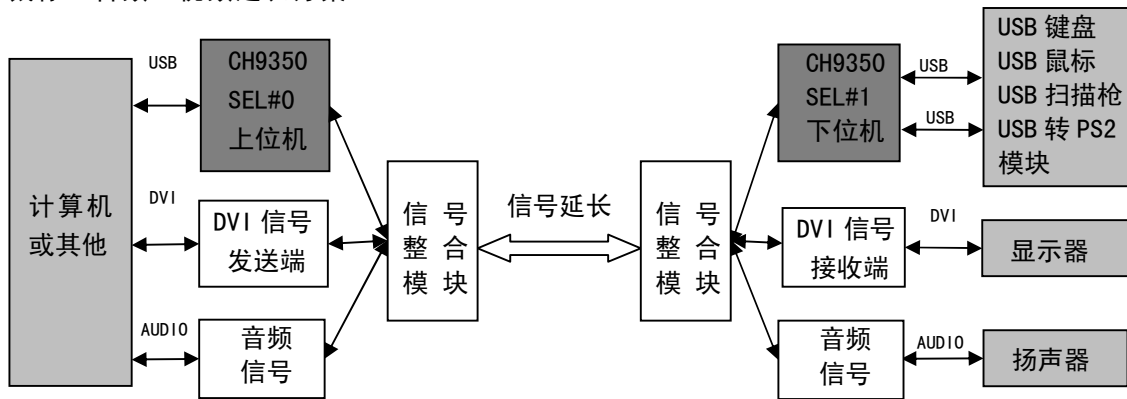 USB
CH9350
SEL#0
上位机
计算机
或其他
DVI
DVI 信号
发送端
AUDIO
音频
信号
信 号
整 合
模 块
信号延长
信 号
整 合
模 块
CH9350
SEL#1
下位机
USB
USB
USB 键盘
USB 鼠标
USB 扫描枪
USB 转 PS2
模块
DVI 信号
接收端
DVI
显示器
音频
信号
AUDIO
扬声器